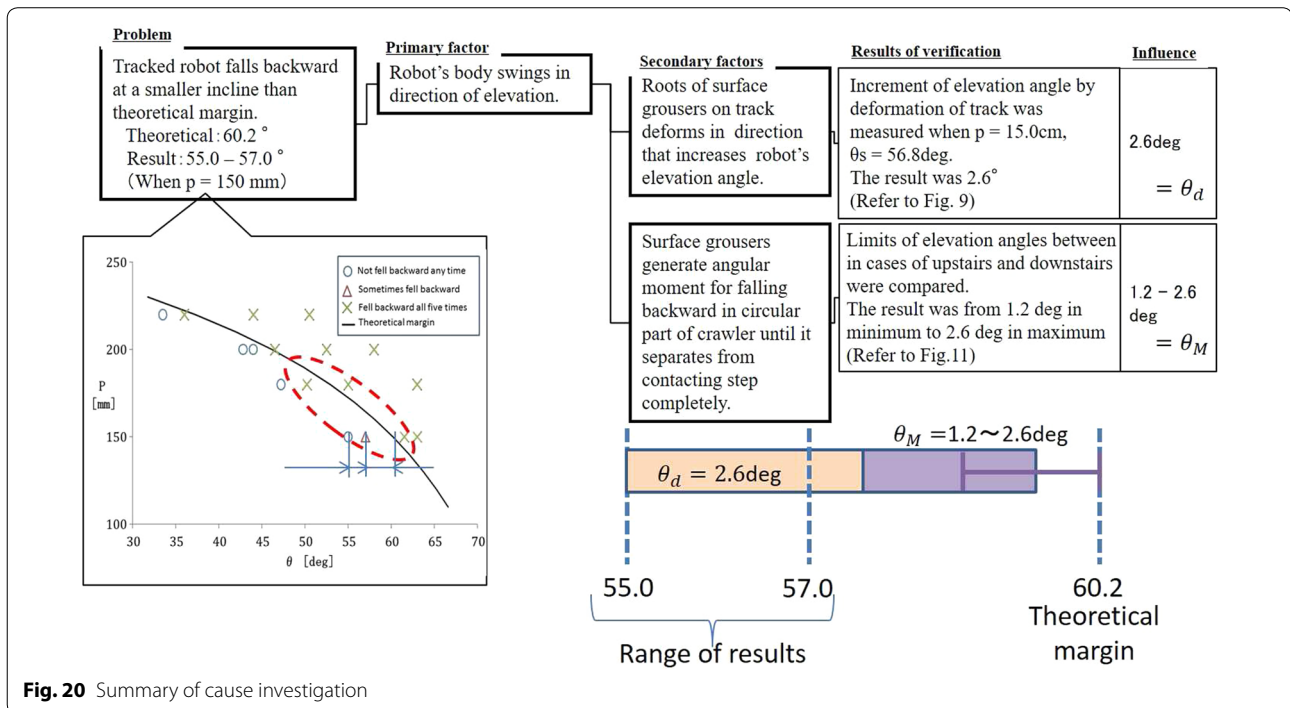 Problem
Tracked robot falls backward
at a smaller incline than
theoretical margin.
Theoretical:60.2°
Result:55.0 – 57.0 °
(When p = 150 mm)
Primary factor
Robot's body swings in
direction of elevation.
Secondary factors
Roots of surface
grousers on track
deforms in direction
that increases robot's
elevation angle.
Surface grousers
generate angular
moment for falling
backward in circular
part of crawler until it
separates from
contacting step
completely.
Results of verification
Increment of elevation angle by
deformation of track was
measured when p = 15.0cm,
θs = 56.8deg.
The result was 2.6°
(Refer to Fig. 9)
Limits of elevation angles between
in cases of upstairs and downstairs
were compared.
The result was from 1.2 deg in
minimum to 2.6 deg in maximum
(Refer to Fig.11)
Influence
2.6deg
= θd
1.2 – 2.6
deg
= θM
250
200
P
[mm]
150
100
30 35 40 45 50 55 60 65 70
θ [deg]
Not fell backward any time
Sometimes fell backward
Fell backward all five times
Theoretical margin
θM =1.2～2.6deg
θd = 2.6deg
55.0 57.0 60.2
Theoretical
margin
Range of results
Fig. 20 Summary of cause investigation